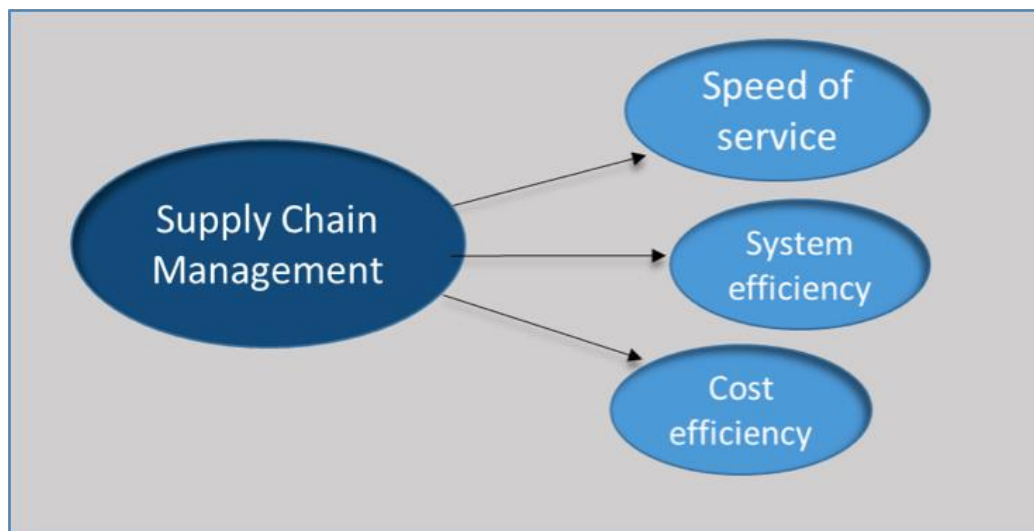 Supply Chain
Management
Speed of
service
System
efficiency
Cost
efficiency